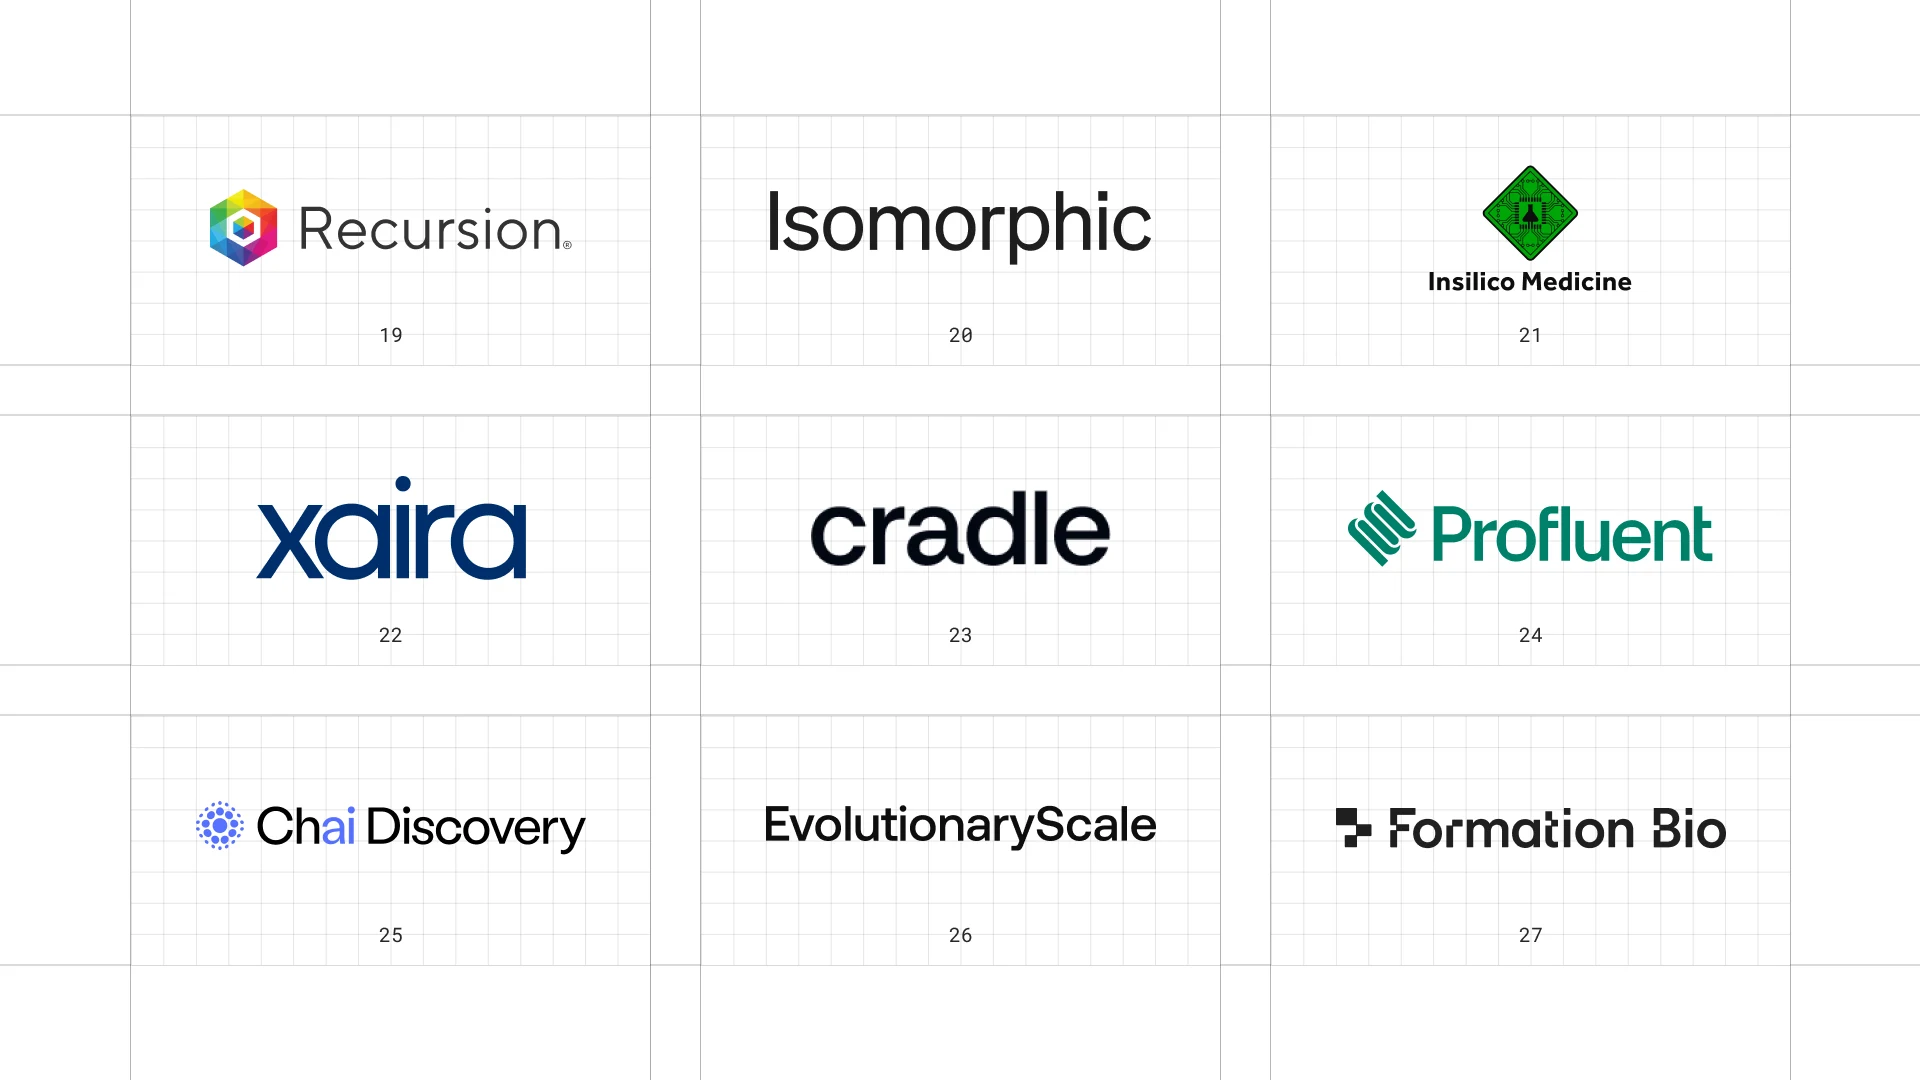 Recursion®
Isomorphic
Insilico Medicine
19
20
21
xaira
cradle
Profluent
22
23
24
Chai Discovery
EvolutionaryScale
Formation Bio
25
26
27